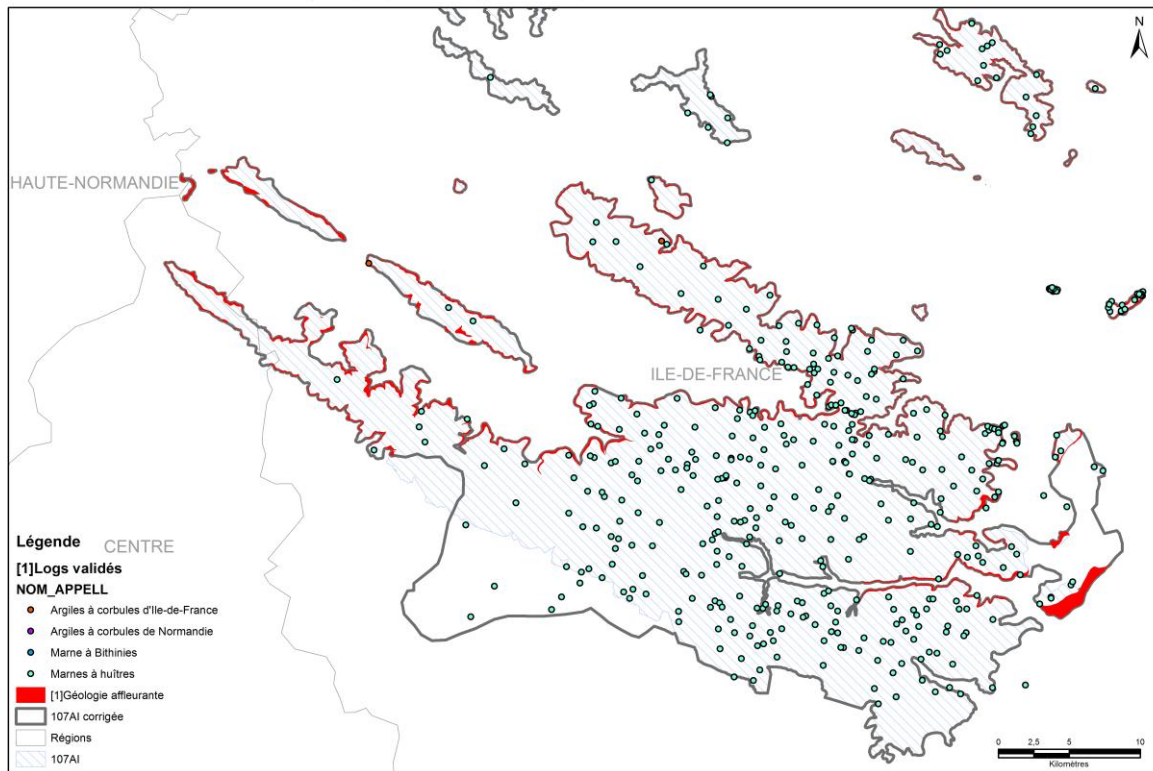 N
HAUTE-NORMANDIE
ILE-DE-FRANCE
CENTRE
Légende
[1]Logs validés
NOM_APPELL
Argiles à corbules d'Ile-de-France
Argiles à corbules de Normandie
Marne à Bithinies
Marnes à huîtres
[1]Géologie affleurante
107AI corrigée
Régions
107AI
0 2,5 5 10
Kilomètres